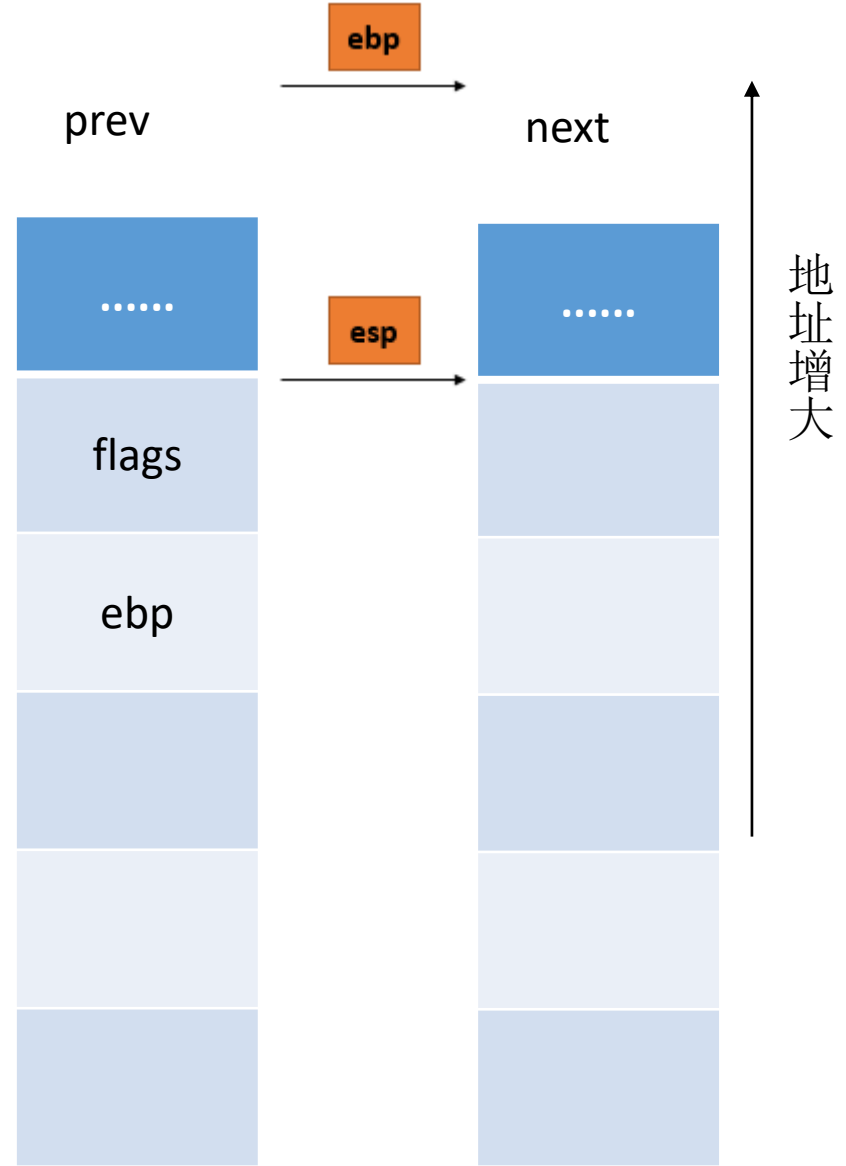 ebp
prev
next
……
esp
……
flags
ebp
地址增大